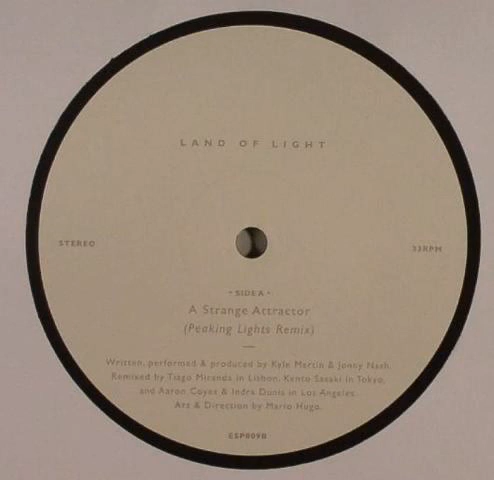 LAND OF LIGHT
STEREO
33RPM
• SIDE A •
A Strange Attractor
(Peaking Lights Remix)
Written, performed & produced by Kyle Martin & Jonny Nash.
Remixed by Tiago Miranda in Lisbon, Kento Sasaki in Tokyo,
and Aaron Coyes & Indra Dunis in Los Angeles.
Art & Direction by Mario Hugo.
ESP009B